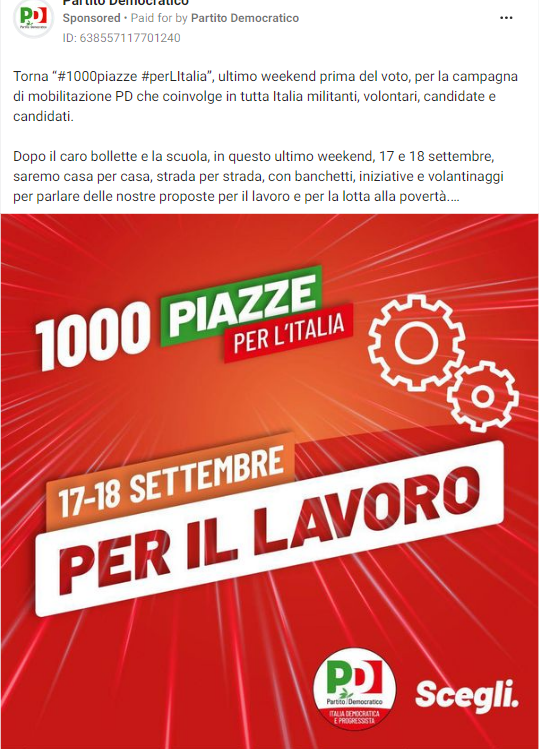 Partito Democratico
Sponsored • Paid for by Partito Democratico
ID: 638557117701240
Torna “#1000piazze #perLItalia”, ultimo weekend prima del voto, per la campagna
di mobilitazione PD che coinvolge in tutta Italia militanti, volontari, candidate e
candidati.
Dopo il caro bollette e la scuola, in questo ultimo weekend, 17 e 18 settembre,
saremo casa per casa, strada per strada, con banchetti, iniziative e volantinaggi
per parlare delle nostre proposte per il lavoro e per la lotta alla povertà....
1000 PIAZZE
PER L'ITALIA
17-18 SETTEMBRE
PER IL LAVORO
PD
Partito Democratico
ITALIA DEMOCRATICA
E PROGRESSISTA
Scegli.